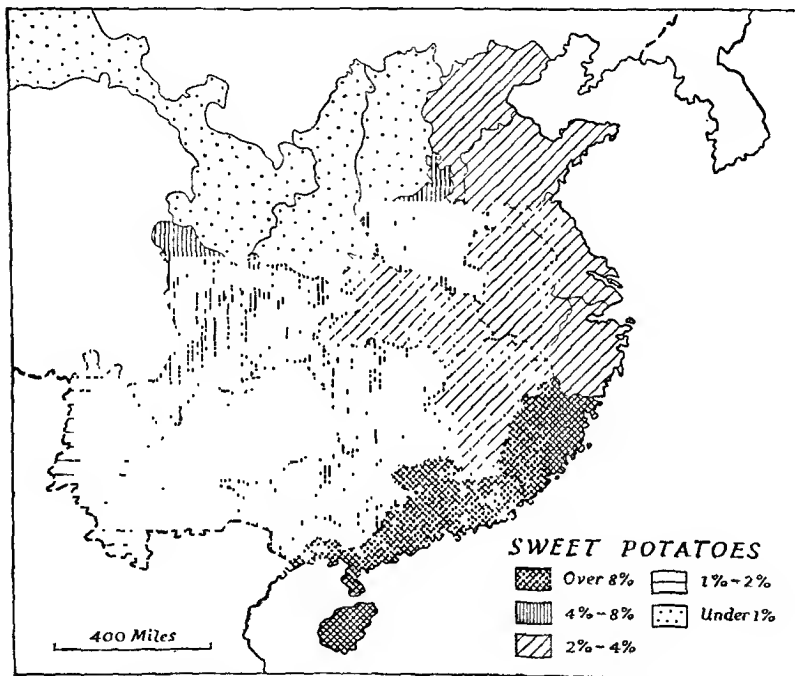 SWEET POTATOES
Over 8%
4%-8%
2%-4%
1%-2%
Under 1%
400 Miles